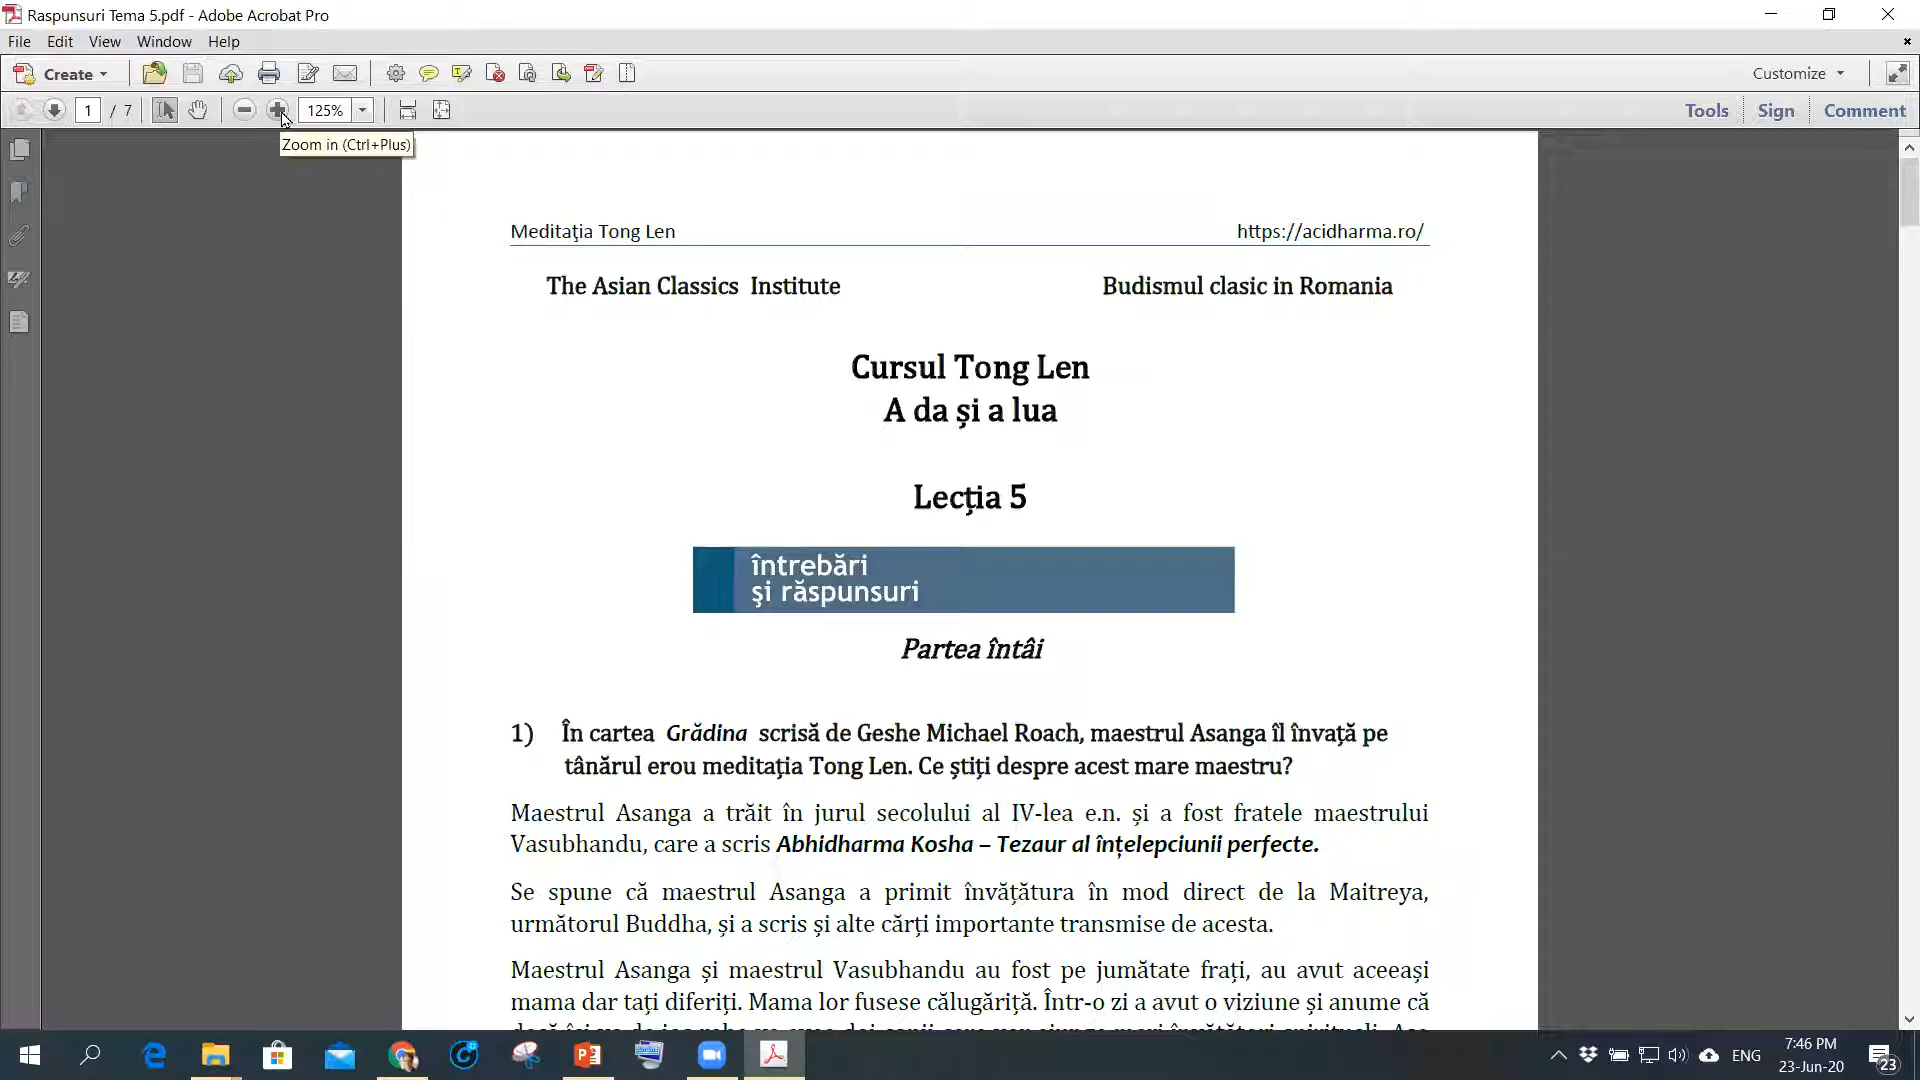 Raspunsuri Tema 5.pdf - Adobe Acrobat Pro
File Edit View Window Help
Create Customize
1 / 7 125% Tools Sign Comment
Zoom in (Ctrl+Plus)
Meditaţia Tong Len https://acidharma.ro/
The Asian Classics Institute Budismul clasic in Romania
Cursul Tong Len
A da și a lua
Lecția 5
întrebări
şi răspunsuri
Partea întâi
1) În cartea Grădina scrisă de Geshe Michael Roach, maestrul Asanga îl învață pe
tânărul erou meditația Tong Len. Ce știți despre acest mare maestru?
Maestrul Asanga a trăit în jurul secolului al IV-lea e.n. și a fost fratele maestrului
Vasubhandu, care a scris Abhidharma Kosha – Tezaur al înțelepciunii perfecte.
Se spune că maestrul Asanga a primit învățătura în mod direct de la Maitreya,
următorul Buddha, și a scris și alte cărți importante transmise de acesta.
Maestrul Asanga și maestrul Vasubhandu au fost pe jumătate frați, au avut aceeași
mama dar tați diferiți. Mama lor fusese călugăriță. Într-o zi a avut o viziune și anume că
ENG 7:46 PM
23-Jun-20 23